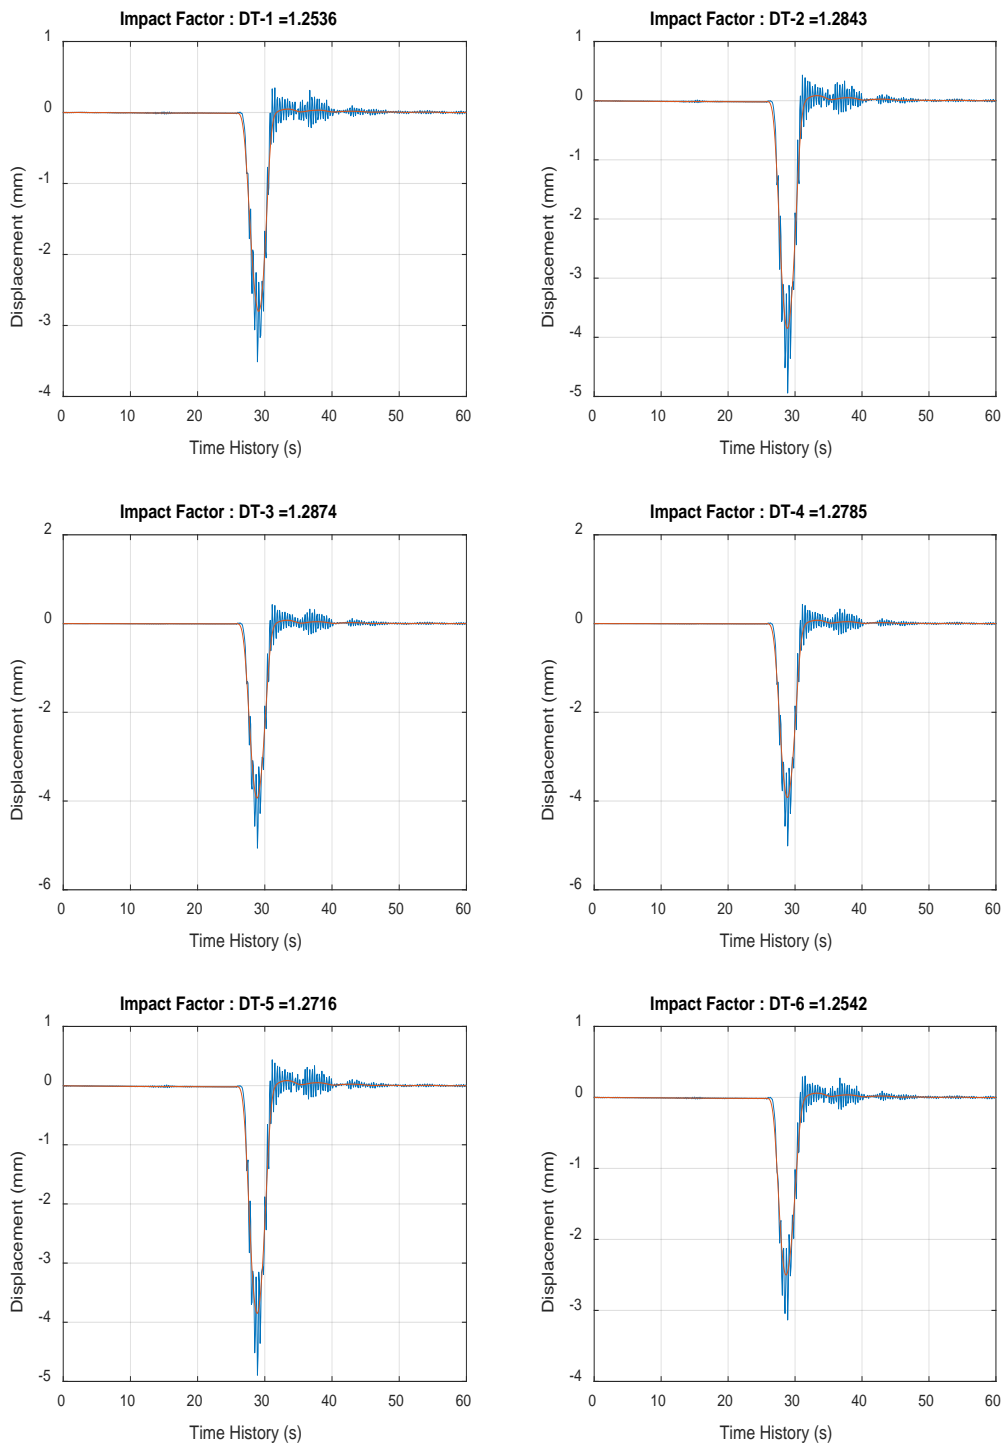 Impact Factor : DT-1 =1.2536
1
0
-1
-2
-3
-4
Displacement (mm)
0 10 20 30 40 50 60
Time History (s)
Impact Factor : DT-2 =1.2843
1
0
-1
-2
-3
-4
-5
Displacement (mm)
0 10 20 30 40 50 60
Time History (s)
Impact Factor : DT-3 =1.2874
2
0
-2
-4
-6
Displacement (mm)
0 10 20 30 40 50 60
Time History (s)
Impact Factor : DT-4 =1.2785
2
0
-2
-4
-6
Displacement (mm)
0 10 20 30 40 50 60
Time History (s)
Impact Factor : DT-5 =1.2716
1
0
-1
-2
-3
-4
-5
Displacement (mm)
0 10 20 30 40 50 60
Time History (s)
Impact Factor : DT-6 =1.2542
1
0
-1
-2
-3
-4
Displacement (mm)
0 10 20 30 40 50 60
Time History (s)